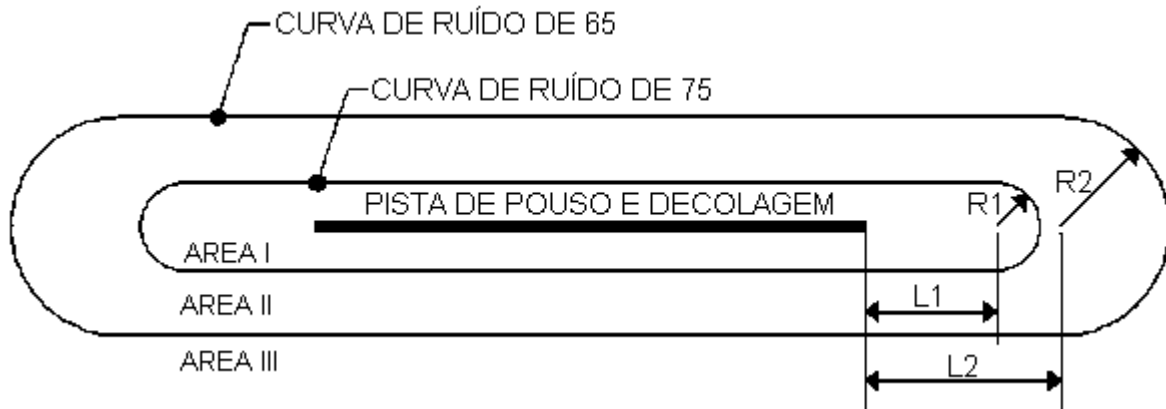 CURVA DE RUÍDO DE 65
CURVA DE RUÍDO DE 75
PISTA DE POUSO E DECOLAGEM
R1
R2
AREA I
AREA II
L1
AREA III
L2